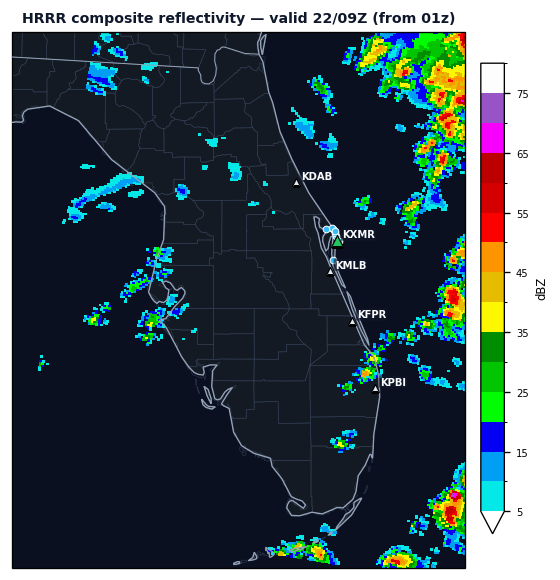 HRRR composite reflectivity — valid 22/09Z (from 01z)
KDAB
KXMR
KMLB
KFPR
KPBI
75
65
55
45
35
25
15
5
dBZ